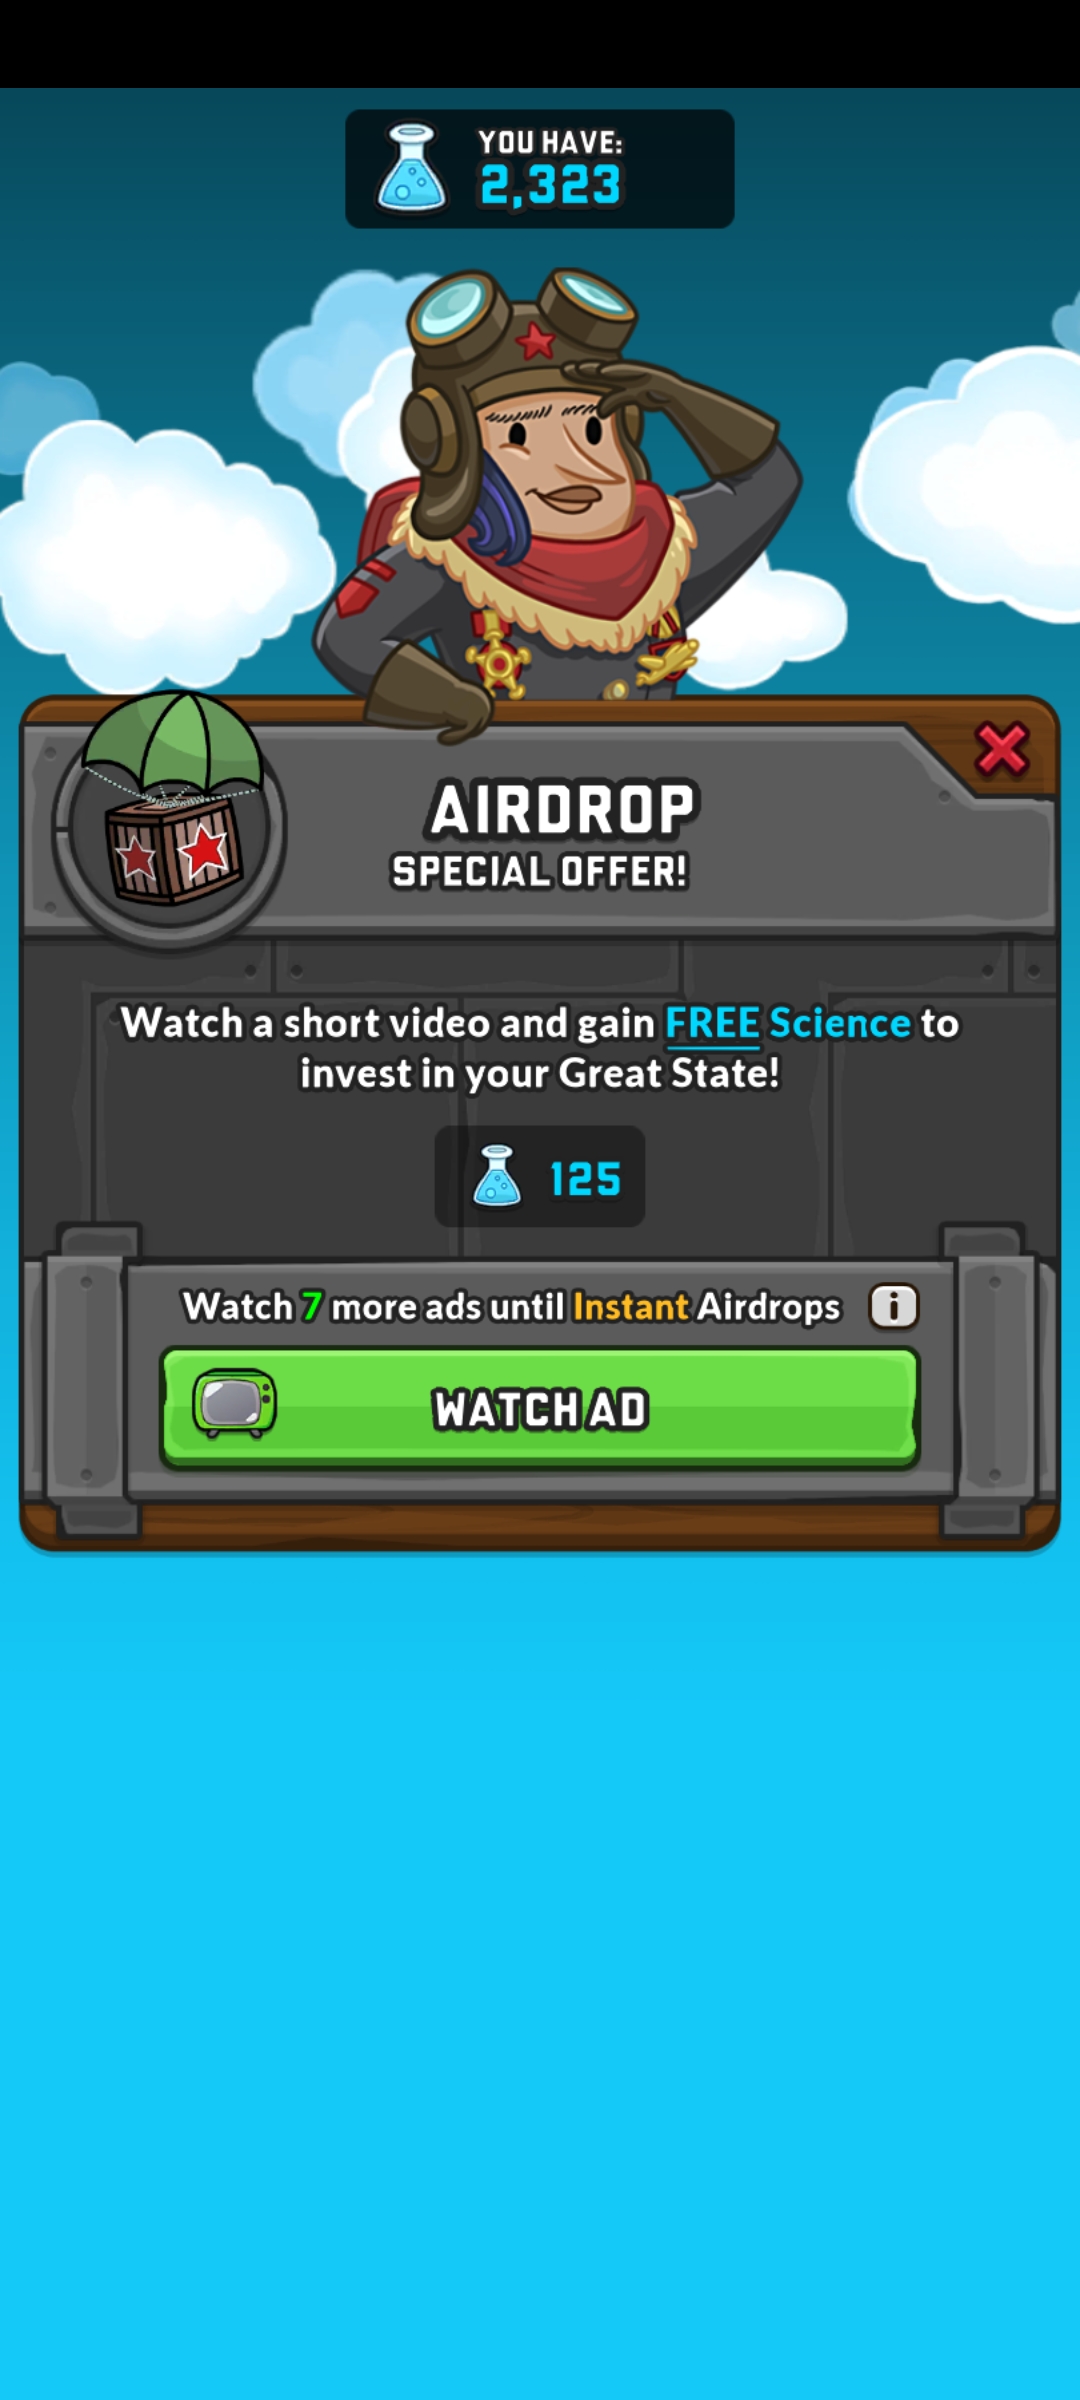 YOU HAVE:
2,323
AIRDROP
SPECIAL OFFER!
Watch a short video and gain FREE Science to
invest in your Great State!
125
Watch 7 more ads until Instant Airdrops
i
WATCH AD